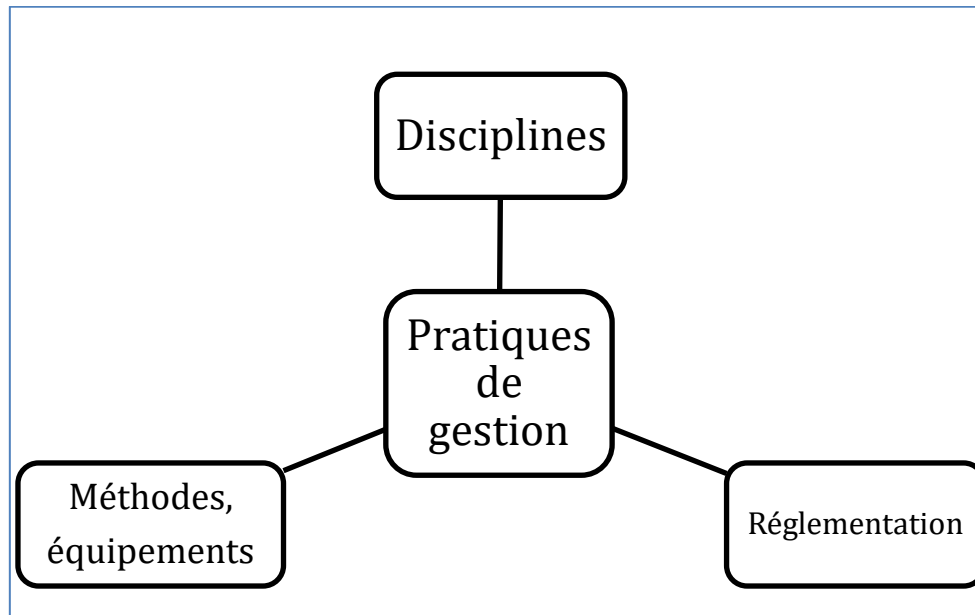 Disciplines
Pratiques
de
gestion
Méthodes,
équipements
Réglementation